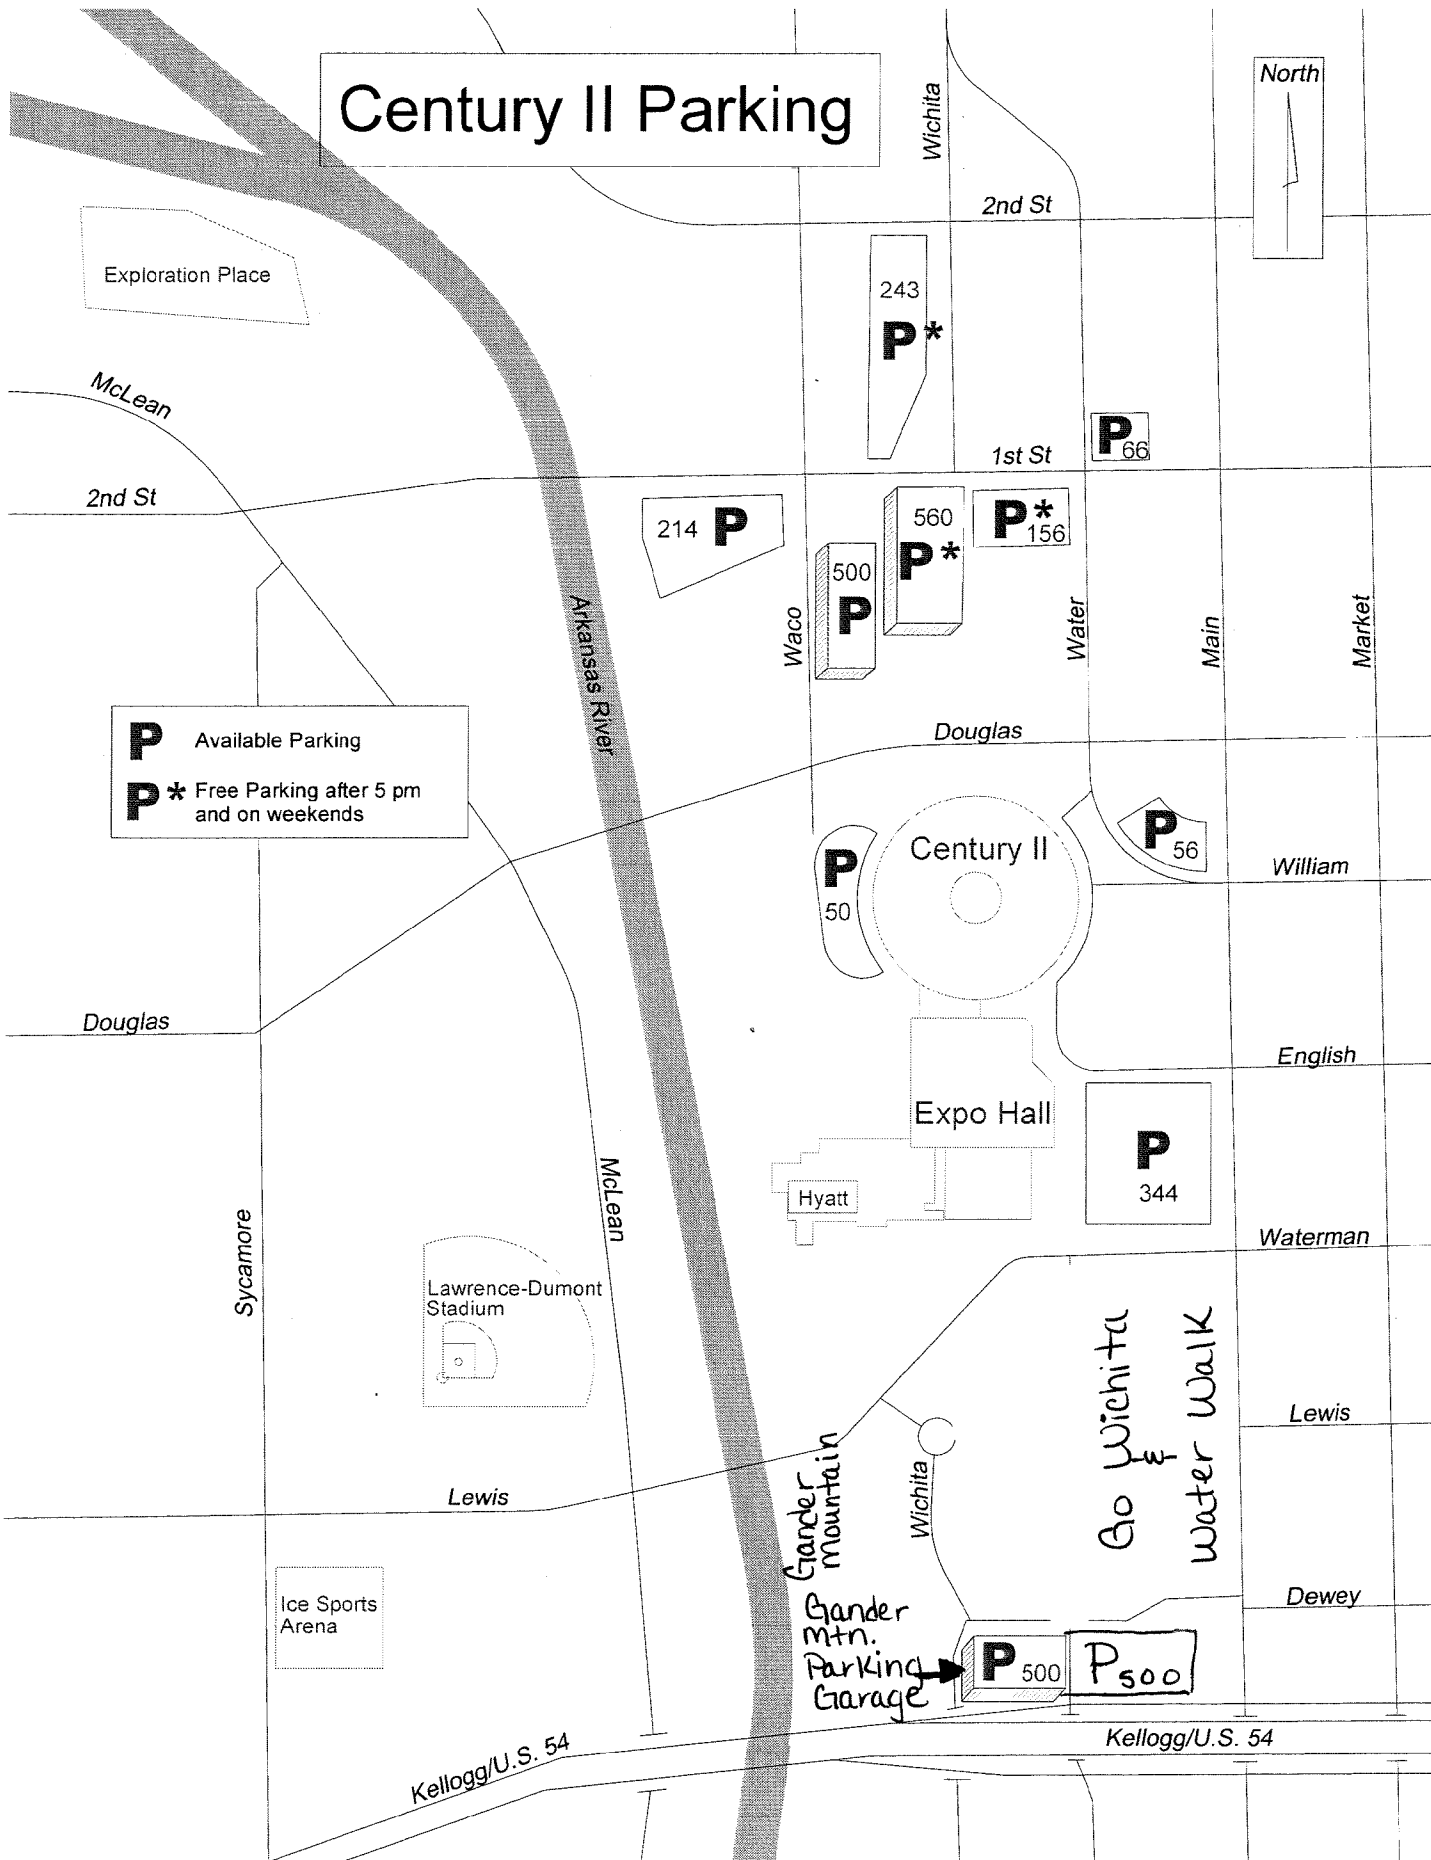 Century II Parking
North
Wichita
2nd St
Exploration Place
243
P*
McLean
P 66
1st St
2nd St
214 P
560
P*
P*
156
500
P
Arkansas River
Waco
Water
Main
Market
P Available Parking
P* Free Parking after 5 pm
and on weekends
Douglas
Century II
P
56
P
50
William
Douglas
English
Expo Hall
P
344
McLean
Hyatt
Sycamore
Waterman
Lawrence-Dumont
Stadium
Go Wichita
&
Water Walk
Lewis
Gander
Mountain
Wichita
Lewis
Dewey
Ice Sports
Arena
Gander
Mtn.
Parking
Garage
P 500
P500
Kellogg/U.S. 54
Kellogg/U.S. 54